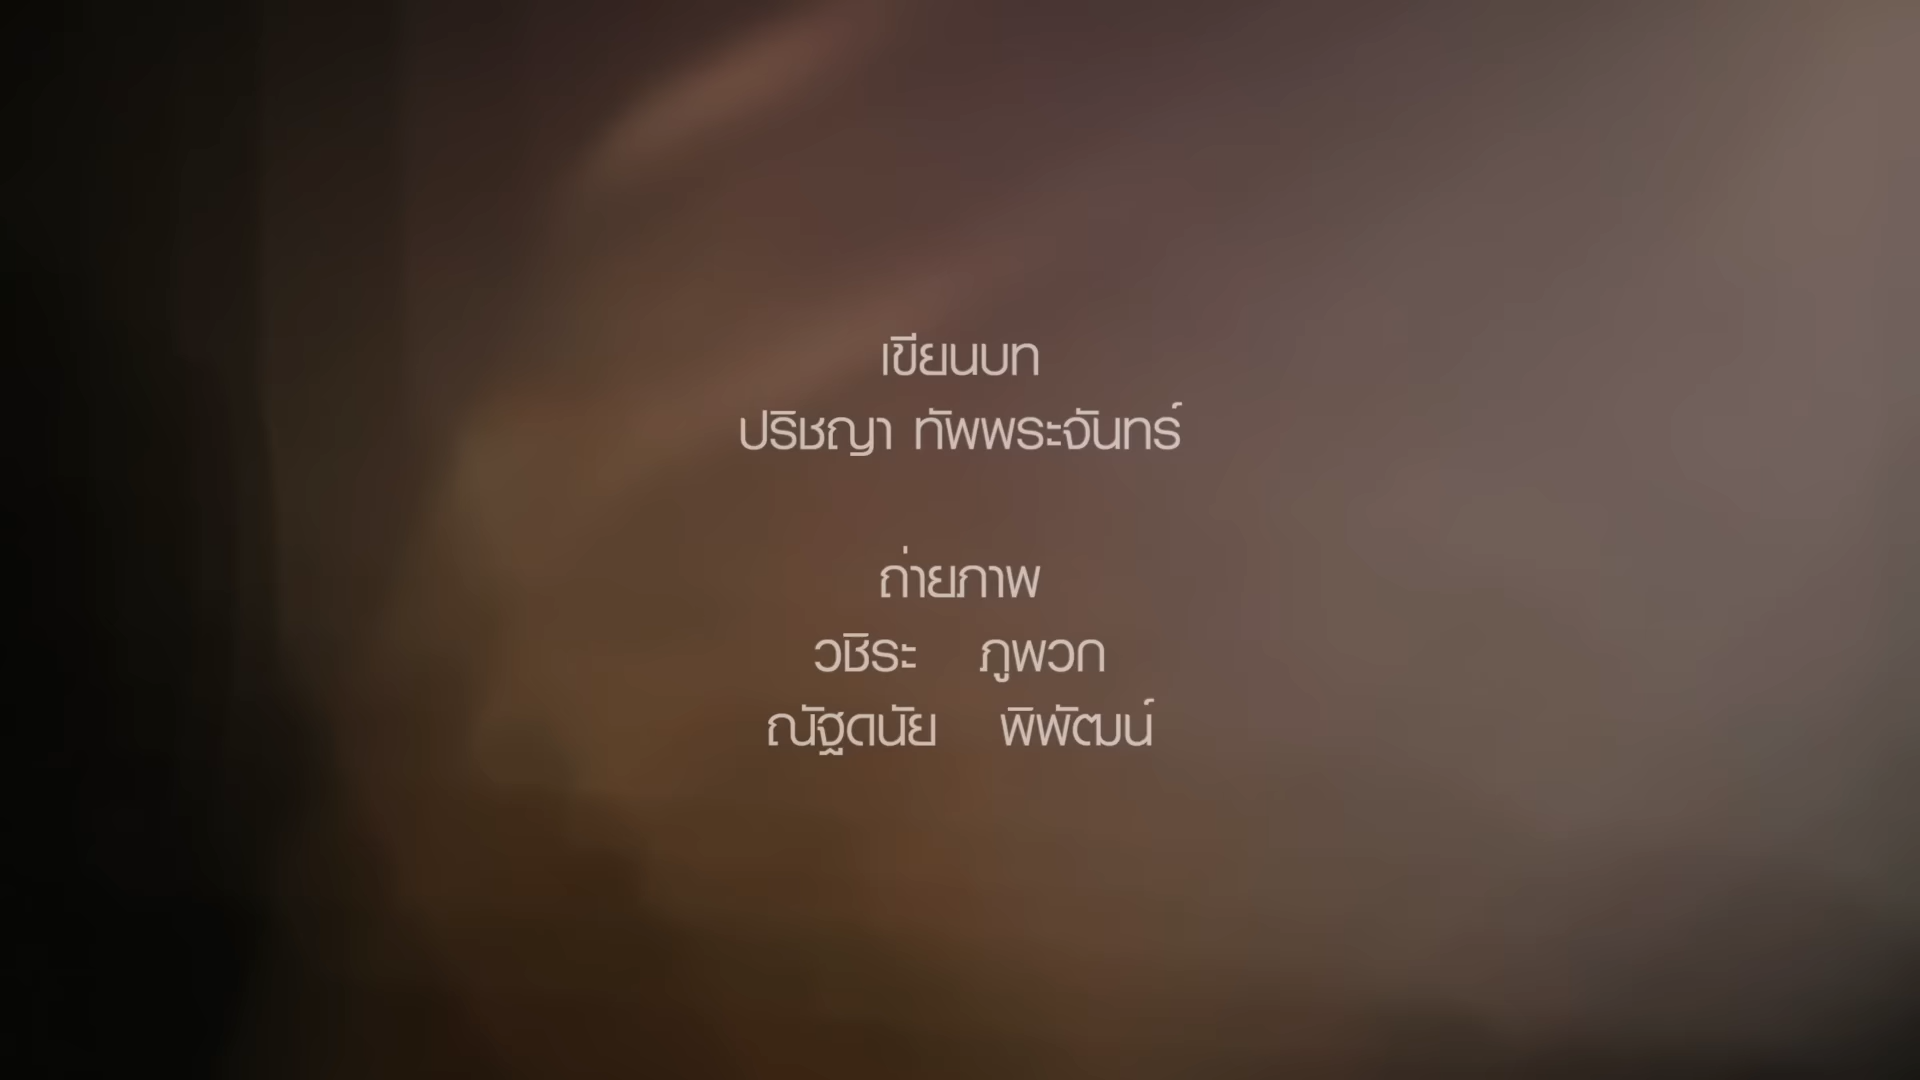 เขียนบท
ปริชญา ทัพพระจันทร์
ถ่ายภาพ
วชิระ ภูพวก
ณัฐดนัย พิพัฒน์